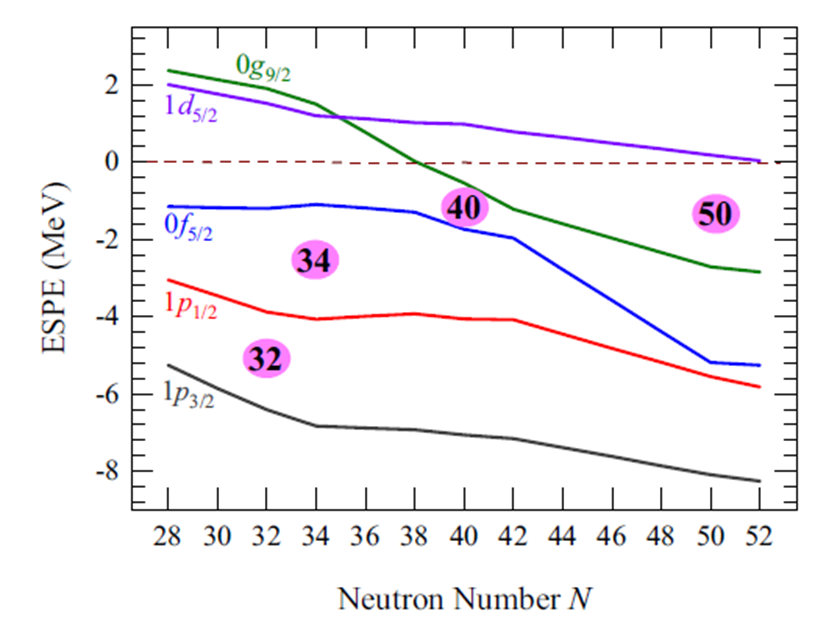 0g9/2
2
1d5/2
0
50
40
-2
0f5/2
34
ESPE (MeV)
-4
1p1/2
32
-6
1p3/2
-8
28 30 32 34 36 38 40 42 44 46 48 50 52
Neutron Number N